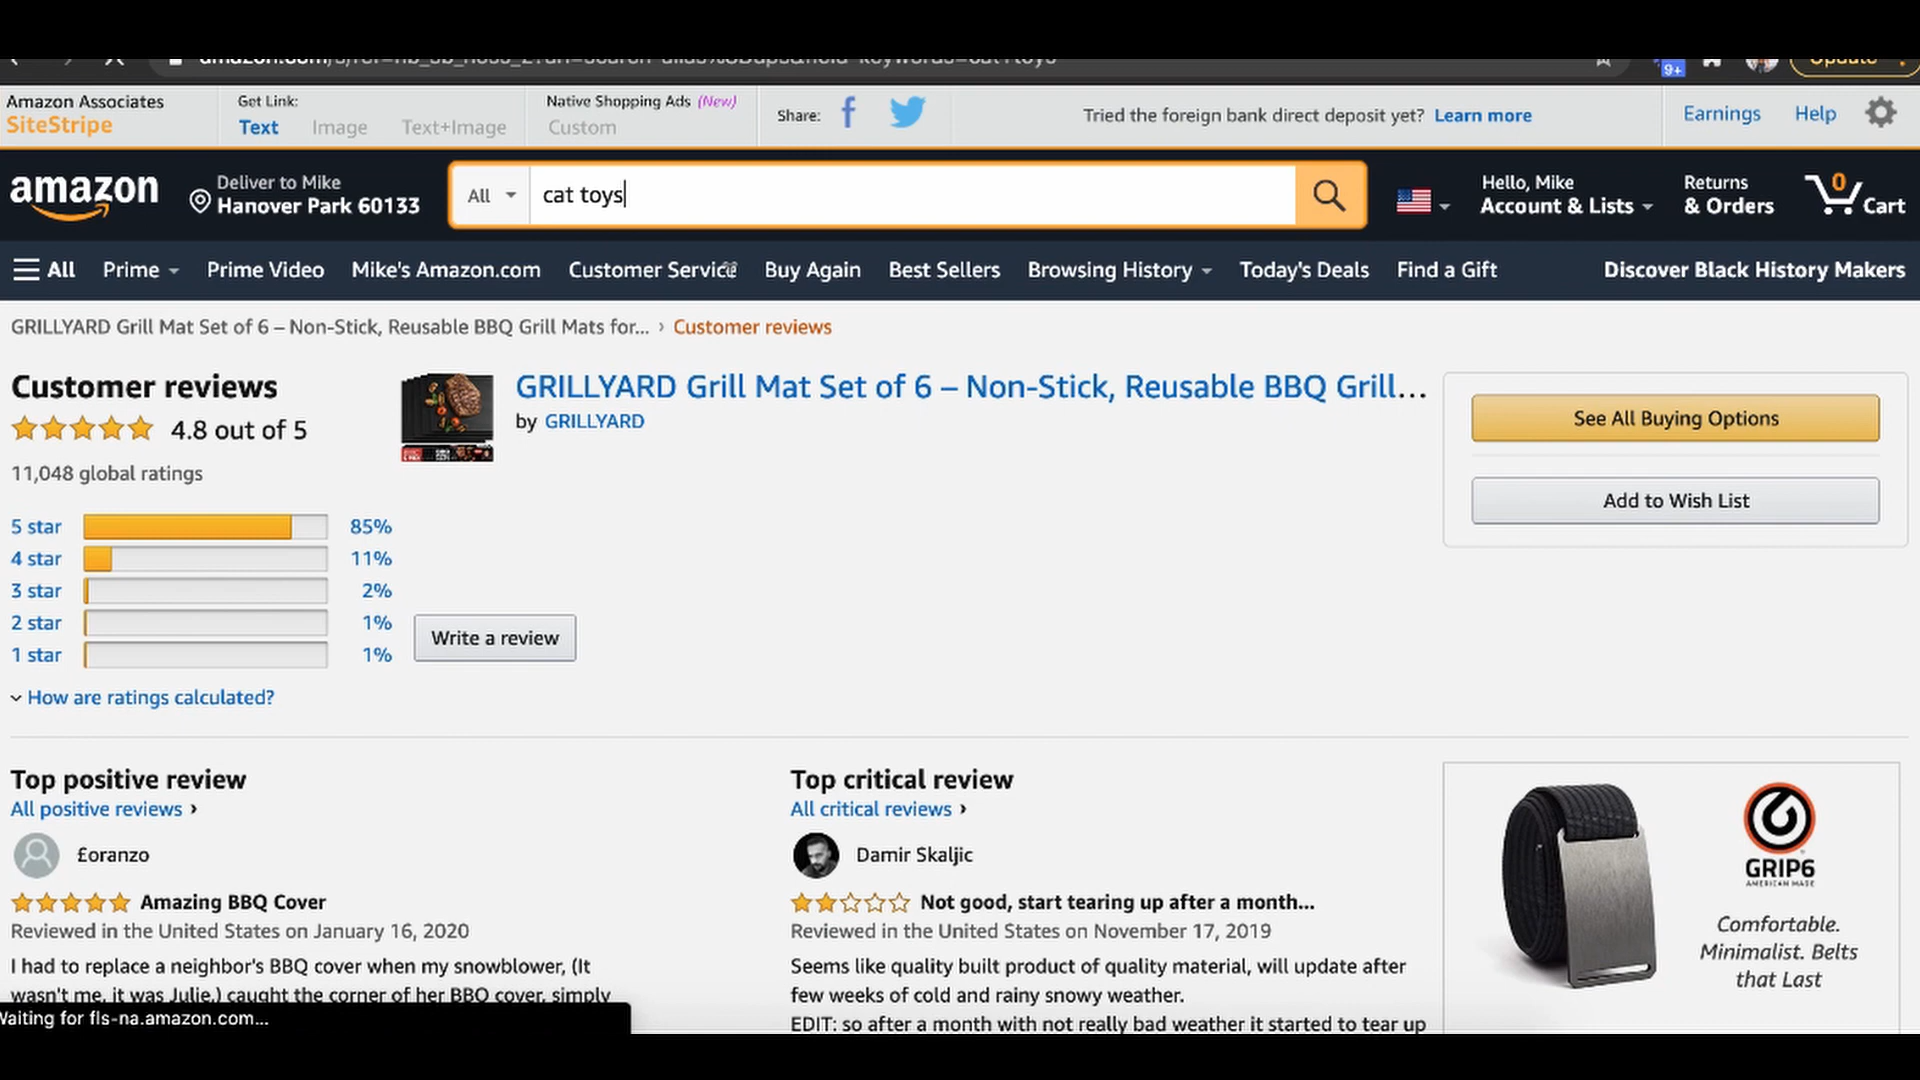 9+
Update
Amazon Associates
SiteStripe
Get Link:
Text Image Text+Image
Native Shopping Ads (New)
Custom
Share:
Tried the foreign bank direct deposit yet? Learn more
Earnings Help
amazon
Deliver to Mike
Hanover Park 60133
All cat toys
Hello, Mike
Account & Lists
Returns
& Orders
0
Cart
All Prime Prime Video Mike's Amazon.com Customer Service Buy Again Best Sellers Browsing History Today's Deals Find a Gift Discover Black History Makers
GRILLYARD Grill Mat Set of 6 – Non-Stick, Reusable BBQ Grill Mats for... › Customer reviews
Customer reviews
4.8 out of 5
11,048 global ratings
5 star 85%
4 star 11%
3 star 2%
2 star 1%
1 star 1%
How are ratings calculated?
GRILLYARD Grill Mat Set of 6 – Non-Stick, Reusable BBQ Grill...
by GRILLYARD
Write a review
See All Buying Options
Add to Wish List
Top positive review
All positive reviews ›
£oranzo
Amazing BBQ Cover
Reviewed in the United States on January 16, 2020
I had to replace a neighbor's BBQ cover when my snowblower, (It
wasn't me, it was Julie.) caught the corner of her BBQ cover, simply
Top critical review
All critical reviews ›
Damir Skaljic
Not good, start tearing up after a month...
Reviewed in the United States on November 17, 2019
Seems like quality built product of quality material, will update after
few weeks of cold and rainy snowy weather.
EDIT: so after a month with not really bad weather it started to tear up
GRIP6
AMERICAN MADE
Comfortable.
Minimalist. Belts
that Last
Waiting for fls-na.amazon.com...